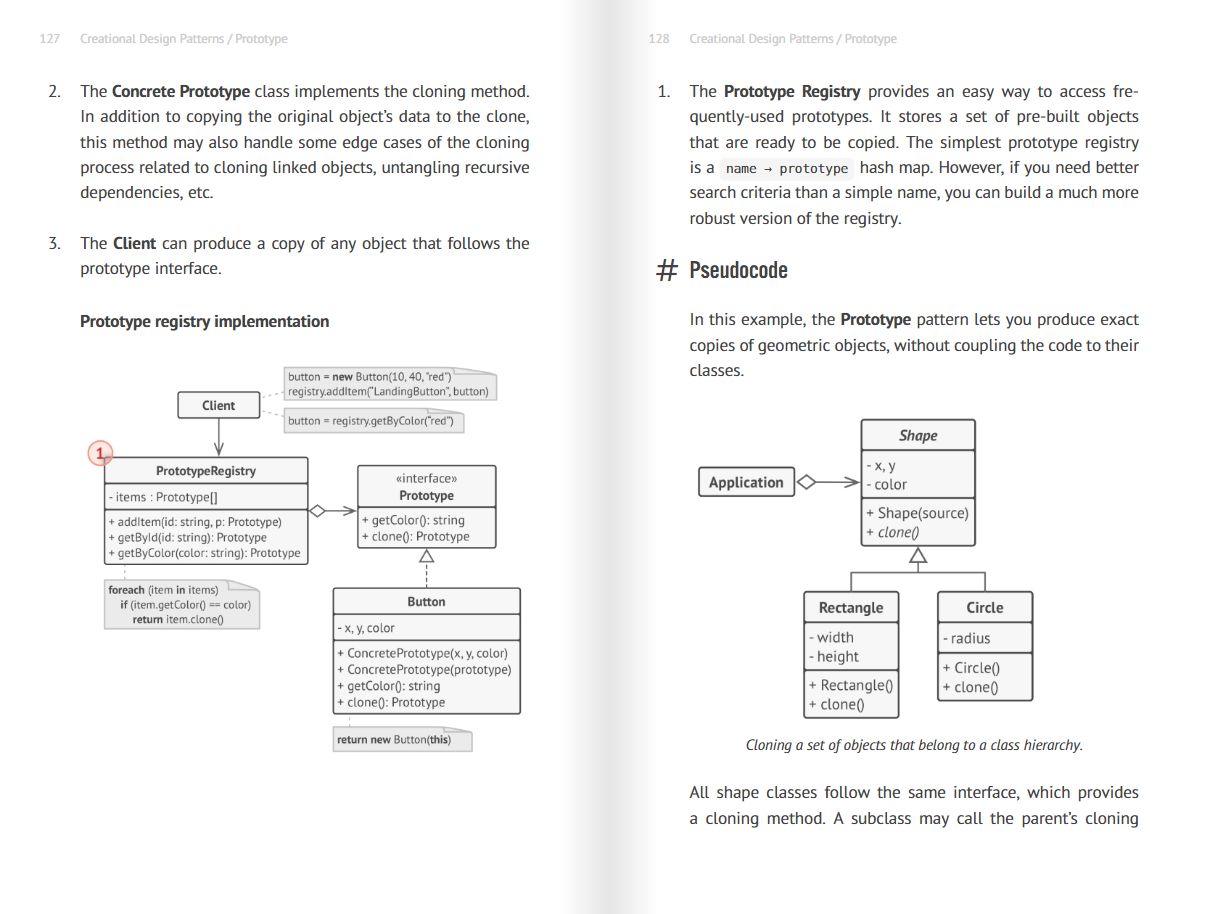 127 Creational Design Patterns / Prototype
2. The Concrete Prototype class implements the cloning method.
In addition to copying the original object's data to the clone,
this method may also handle some edge cases of the cloning
process related to cloning linked objects, untangling recursive
dependencies, etc.
3. The Client can produce a copy of any object that follows the
prototype interface.
Prototype registry implementation
button = new Button(10, 40, "red")
registry.addItem("LandingButton", button)
Client
button = registry.getByColor("red")
1
PrototypeRegistry
- items : Prototype[]
+ addItem(id: string, p: Prototype)
+ getById(id: string): Prototype
+ getByColor(color: string): Prototype
«interface»
Prototype
+ getColor(): string
+ clone(): Prototype
foreach (item in items)
if (item.getColor() == color)
return item.clone()
Button
- x, y, color
+ ConcretePrototype(x, y, color)
+ ConcretePrototype(prototype)
+ getColor(): string
+ clone(): Prototype
return new Button(this)
128 Creational Design Patterns / Prototype
1. The Prototype Registry provides an easy way to access fre-
quently-used prototypes. It stores a set of pre-built objects
that are ready to be copied. The simplest prototype registry
is a name → prototype hash map. However, if you need better
search criteria than a simple name, you can build a much more
robust version of the registry.
# Pseudocode
In this example, the Prototype pattern lets you produce exact
copies of geometric objects, without coupling the code to their
classes.
Application
Shape
- x, y
- color
+ Shape(source)
+ clone()
Rectangle
- width
- height
+ Rectangle()
+ clone()
Circle
- radius
+ Circle()
+ clone()
Cloning a set of objects that belong to a class hierarchy.
All shape classes follow the same interface, which provides
a cloning method. A subclass may call the parent's cloning